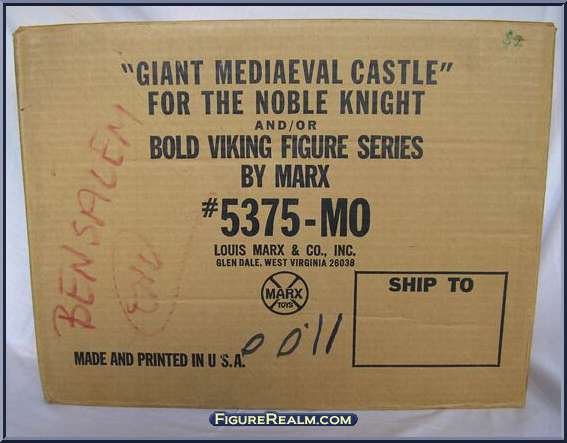 "GIANT MEDIAEVAL CASTLE"
FOR THE NOBLE KNIGHT
AND/OR
BOLD VIKING FIGURE SERIES
BY MARX
#5375-MO
LOUIS MARX & CO., INC.
GLEN DALE, WEST VIRGINIA 26038
MARX
TOYS
SHIP TO
MADE AND PRINTED IN U.S.A.
BENSALEM
FIGUREREALM.COM